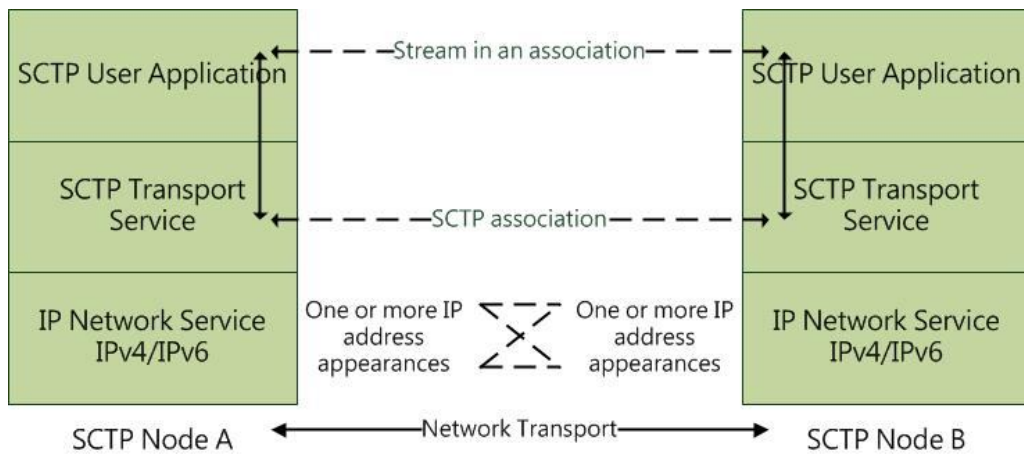 SCTP User Application
Stream in an association
SCTP User Application
SCTP Transport
Service
SCTP association
SCTP Transport
Service
IP Network Service
IPv4/IPv6
One or more IP
address
appearances
One or more IP
address
appearances
IP Network Service
IPv4/IPv6
SCTP Node A
Network Transport
SCTP Node B